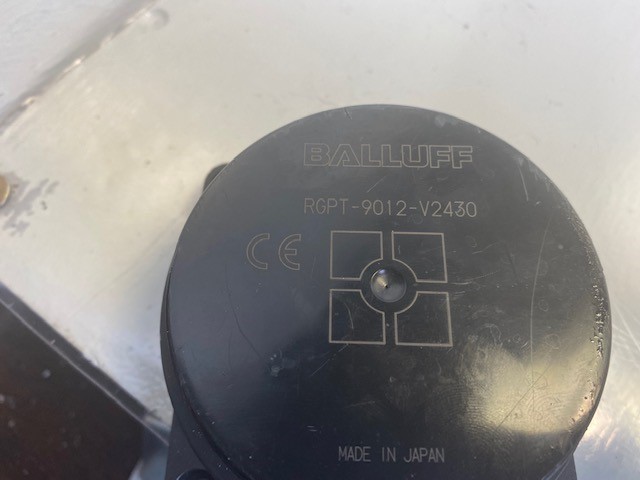 BALLUFF
RGPT-9012-V2430
CE
MADE IN JAPAN